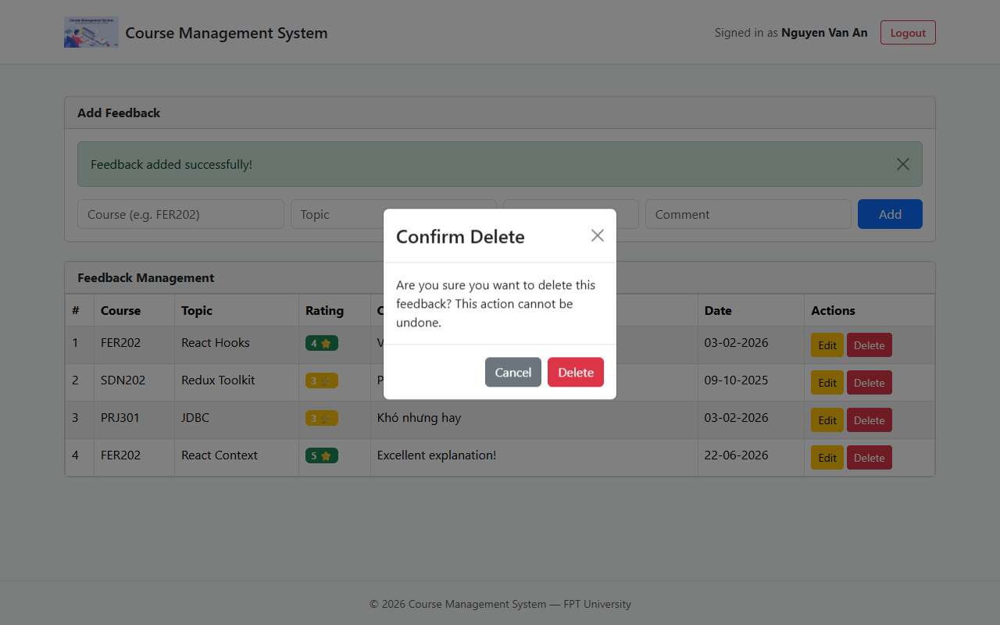 Course Management System
Signed in as Nguyen Van An
Logout
Add Feedback
Feedback added successfully!
Course (e.g. FER202)
Topic
Comment
Add
Confirm Delete
Are you sure you want to delete this
feedback? This action cannot be
undone.
Cancel
Delete
Feedback Management
# Course Topic Rating C Date Actions
1 FER202 React Hooks 4 ⭐ V 03-02-2026 Edit Delete
2 SDN202 Redux Toolkit 3 ⭐ P 09-10-2025 Edit Delete
3 PRJ301 JDBC 3 ⭐ Khó nhưng hay 03-02-2026 Edit Delete
4 FER202 React Context 5 ⭐ Excellent explanation! 22-06-2026 Edit Delete
© 2026 Course Management System — FPT University